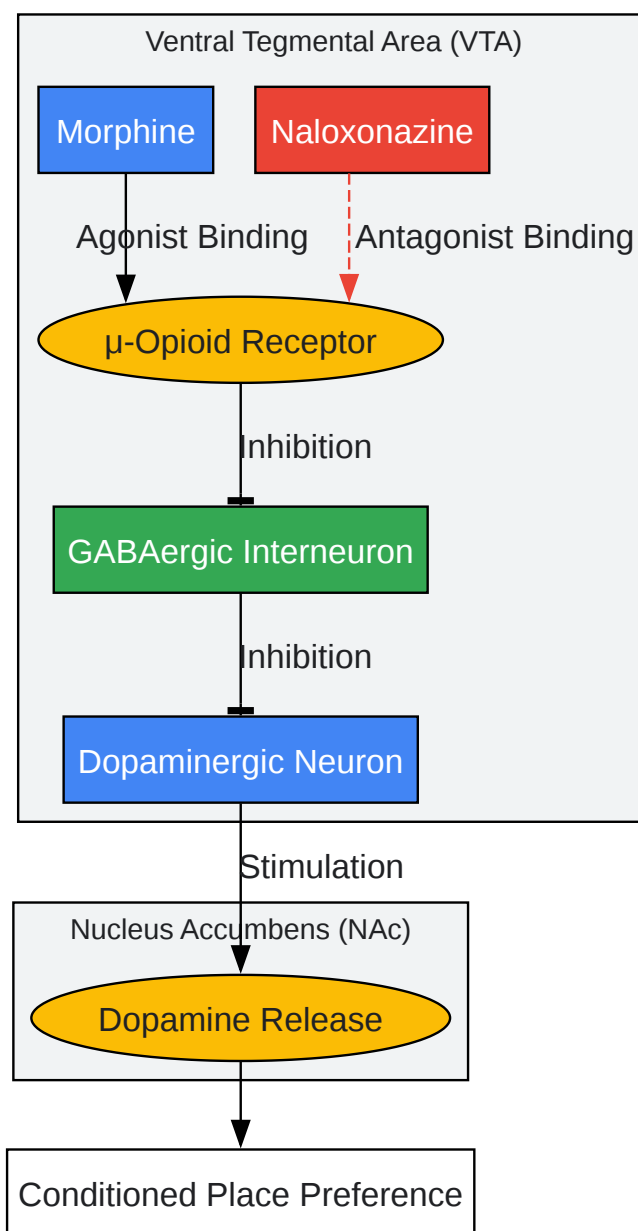 Ventral Tegmental Area (VTA)
Morphine
Naloxonazine
Agonist Binding
Antagonist Binding
μ-Opioid Receptor
Inhibition
GABAergic Interneuron
Inhibition
Dopaminergic Neuron
Stimulation
Nucleus Accumbens (NAc)
Dopamine Release
Conditioned Place Preference